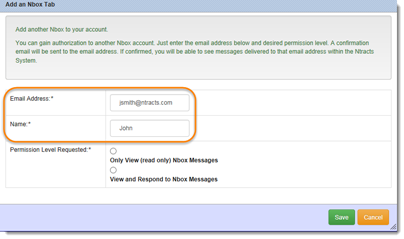 Add an Nbox Tab
Add another Nbox to your account.
You can gain authorization to another Nbox account. Just enter the email address below and desired permission level. A confirmation
email will be sent to the email address. If confirmed, you will be able to see messages delivered to that email address within the Ntracts
System.
Email Address:*
jsmith@ntracts.com
Name:*
John
Permission Level Requested:*
Only View (read only) Nbox Messages
View and Respond to Nbox Messages
Save
Cancel